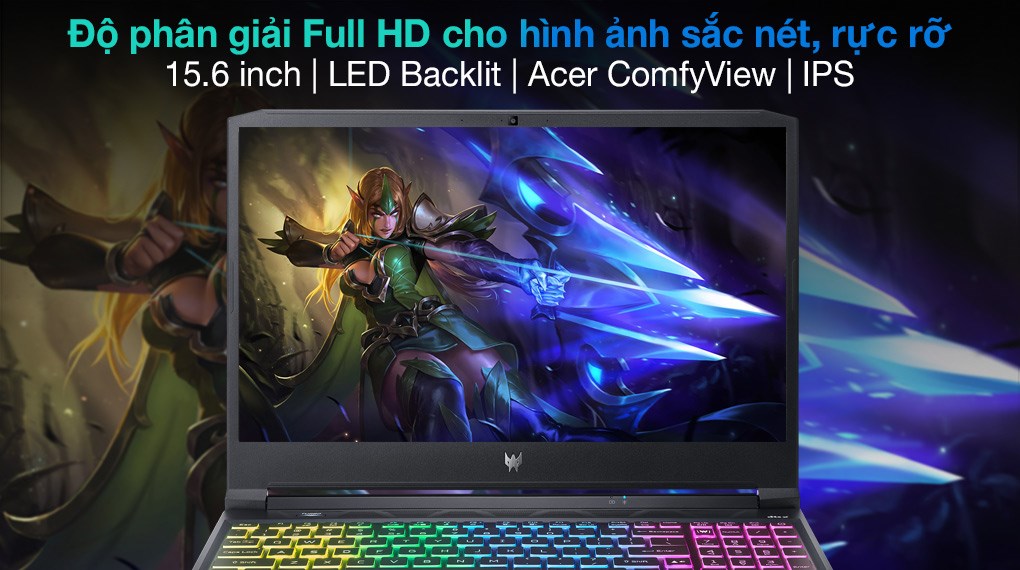 Độ phân giải Full HD cho hình ảnh sắc nét, rực rỡ
15.6 inch | LED Backlit | Acer ComfyView | IPS